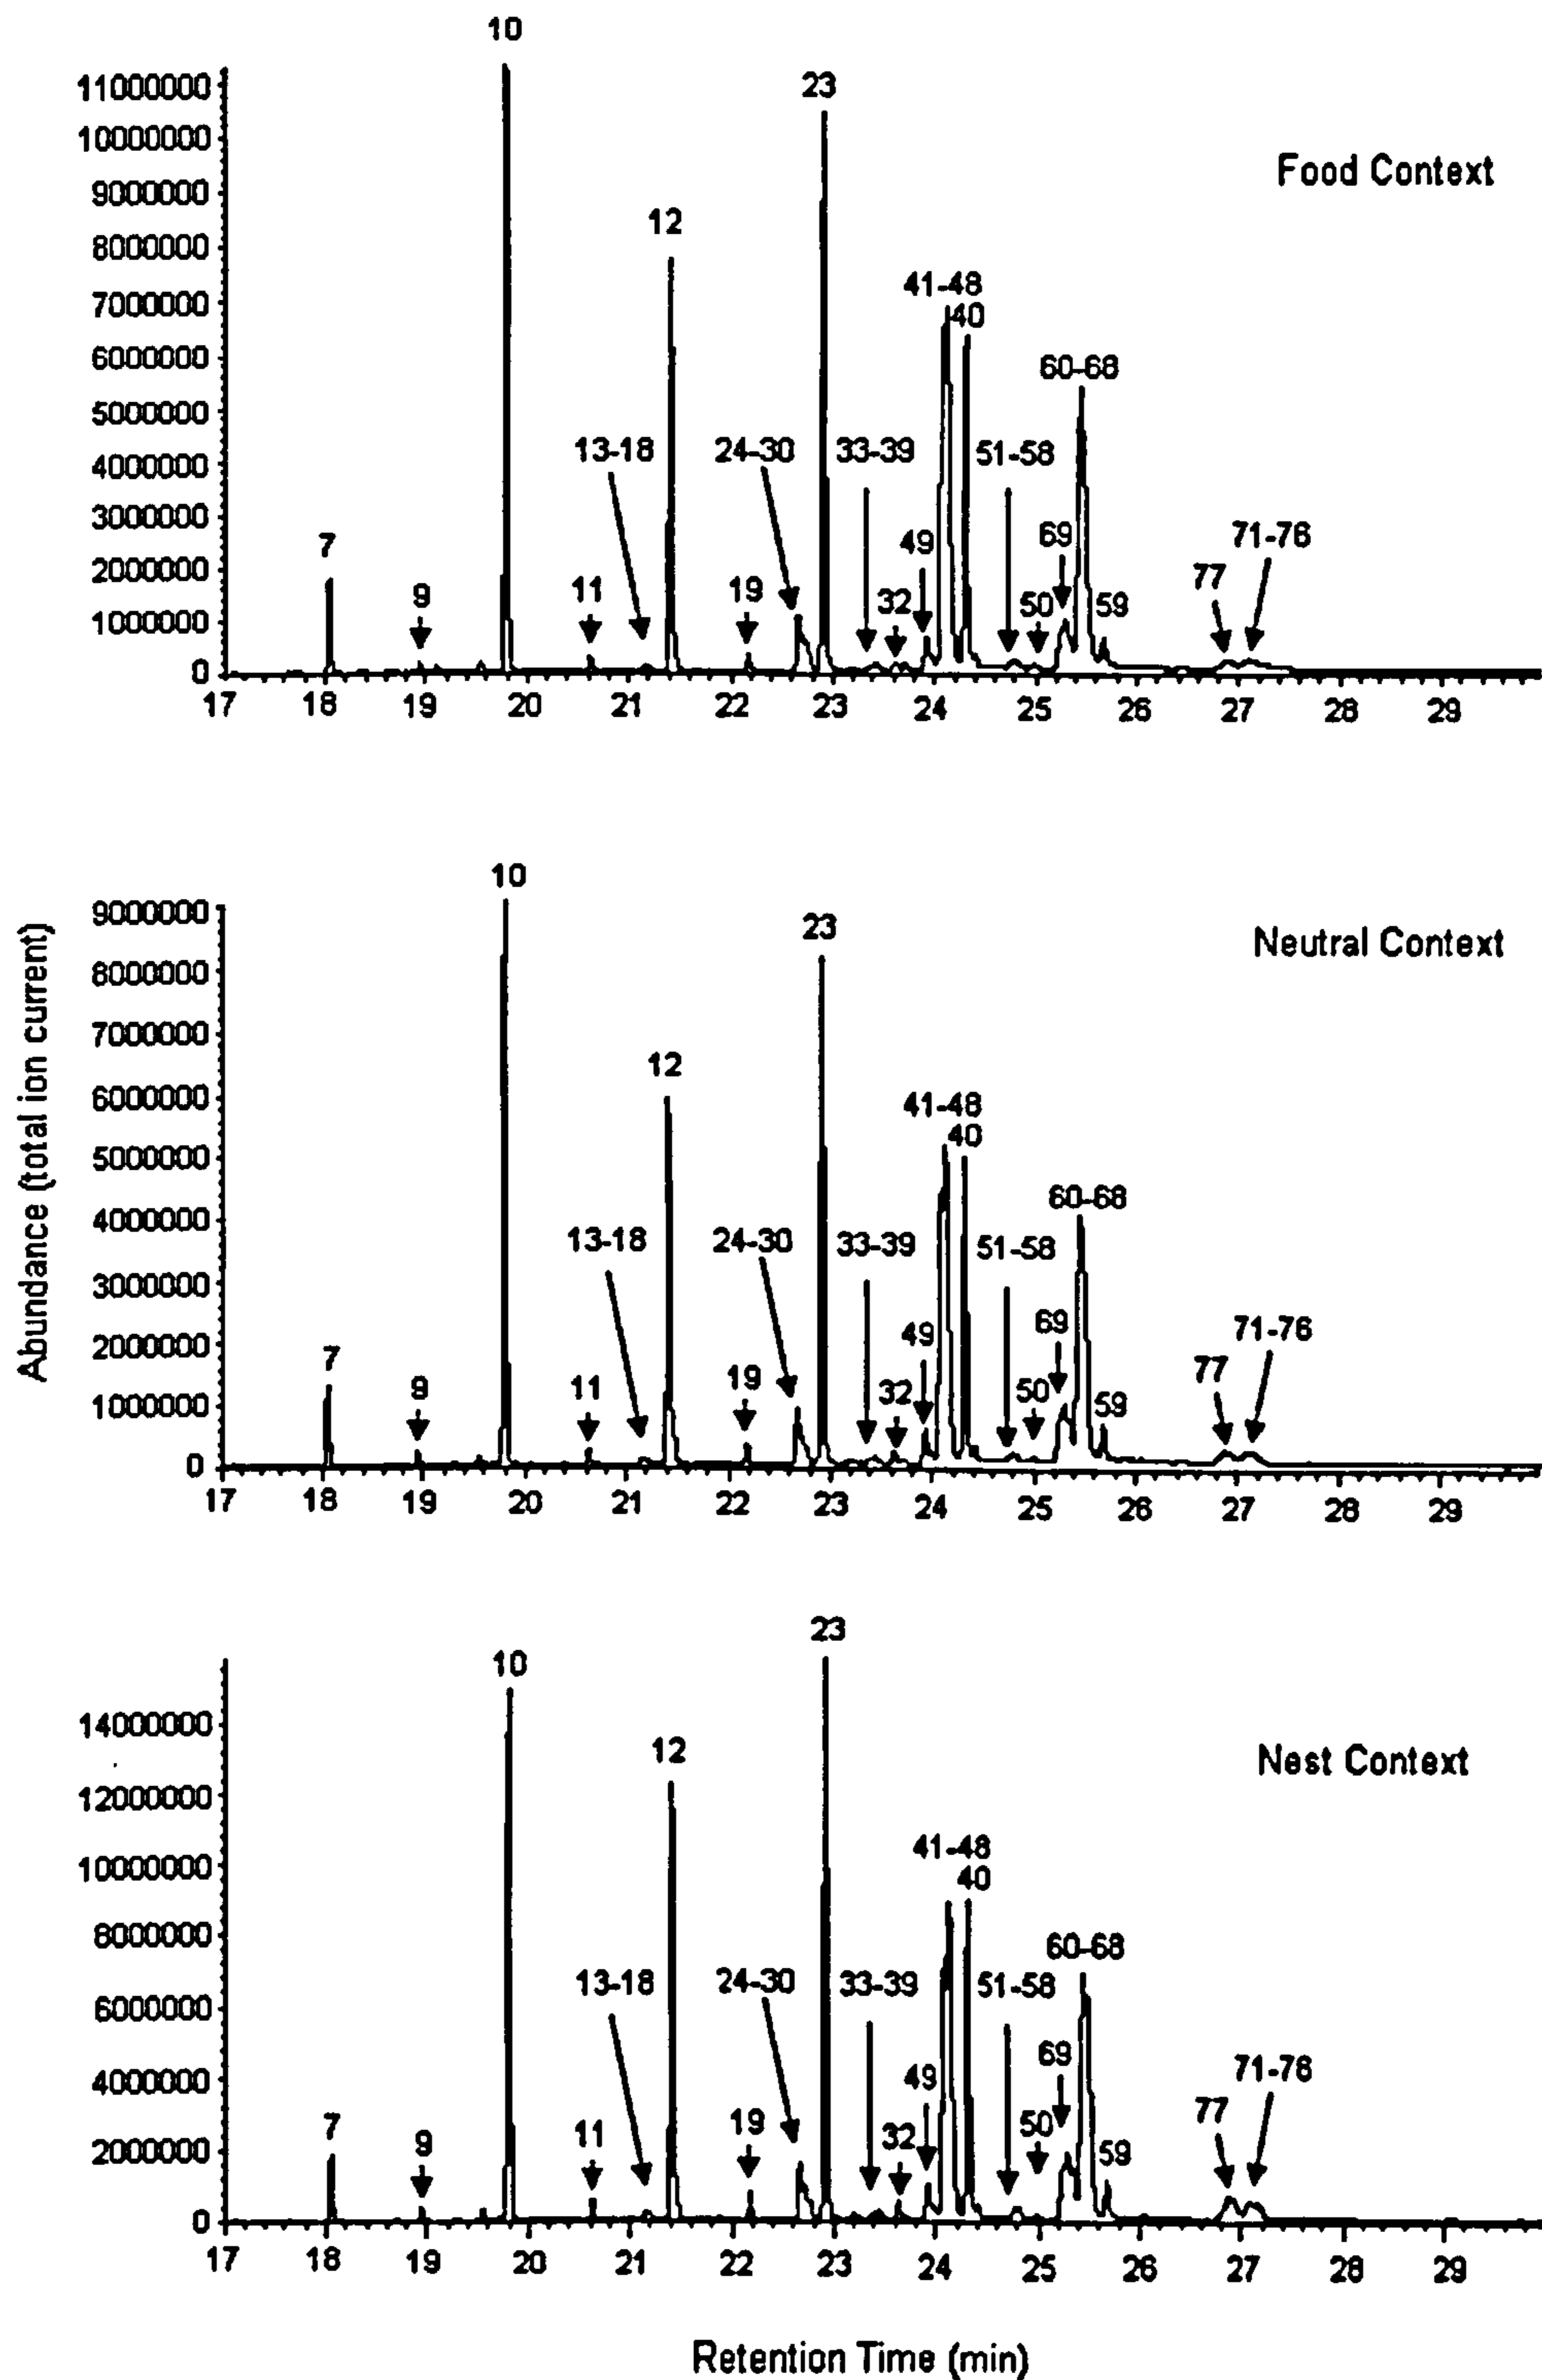 10
11000000
23
10000000
Food Context
9000000
12
8000000
41-48
7000000
40
6000000
60-68
5000000
13-18 24-30 33-39 51-58
4000000
3000000
7 49 69 71-76
2000000
9 11 19 32 50 59 77
1000000
0
17 18 19 20 21 22 23 24 25 26 27 28 29
10
9000000
23
Neutral Context
8000000
7000000
12
6000000
41-48
40
5000000
60-68
4000000
13-18 24-30 33-39 51-58
3000000
7 49 69 71-76
2000000
9 11 19 32 50 59 77
1000000
0
17 18 19 20 21 22 23 24 25 26 27 28 29
Abundance (total ion current)
23
10
14000000
12
Nest Context
12000000
41-48
10000000
40
8000000
60-68
13-18 24-30 33-39 51-58
6000000
4000000
49 69 71-78
7 9 11 19 32 50 59 77
2000000
0
17 18 19 20 21 22 23 24 25 26 27 28 29
Retention Time (min)